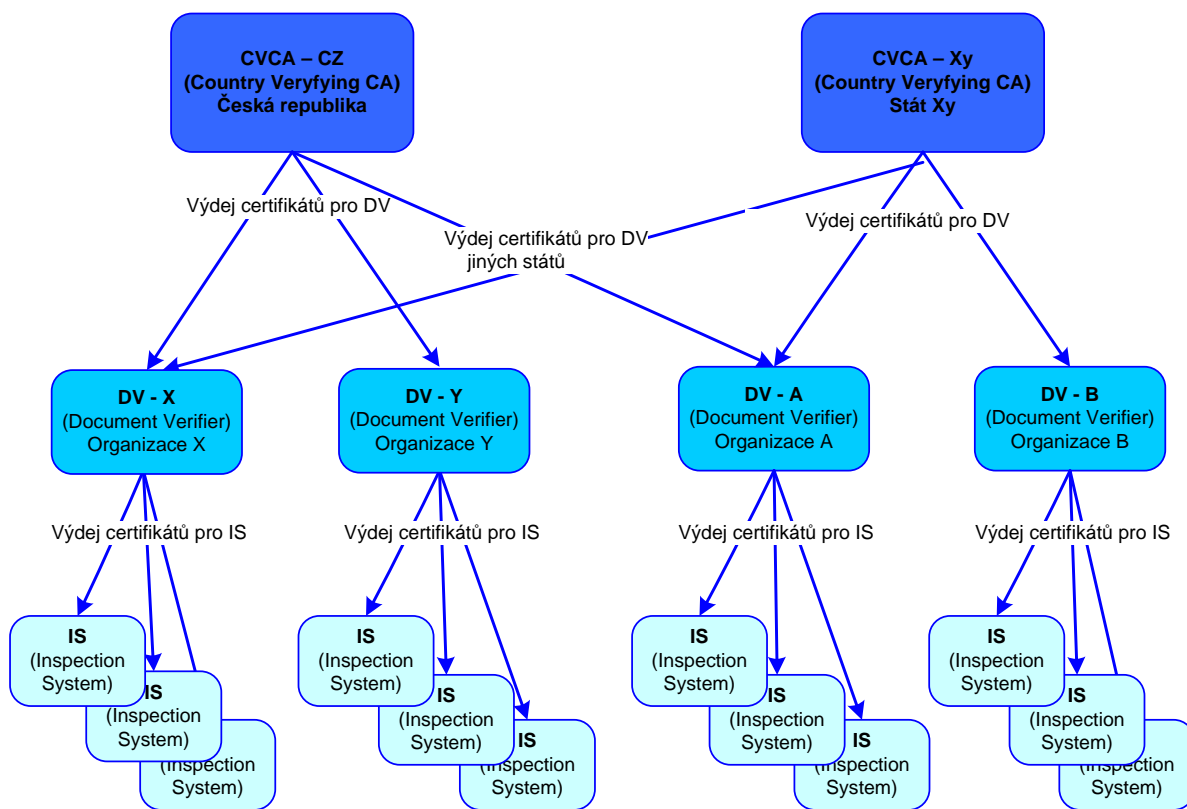 CVCA – CZ
(Country Veryfying CA)
Česká republika
CVCA – Xy
(Country Veryfying CA)
Stát Xy
Výdej certifikátů pro DV
Výdej certifikátů pro DV
jiných států
Výdej certifikátů pro DV
DV - X
(Document Verifier)
Organizace X
DV - Y
(Document Verifier)
Organizace Y
DV - A
(Document Verifier)
Organizace A
DV - B
(Document Verifier)
Organizace B
Výdej certifikátů pro IS
Výdej certifikátů pro IS
Výdej certifikátů pro IS
Výdej certifikátů pro IS
IS
(Inspection
System)
IS
(Inspection
System)
(Inspection
System)
IS
(Inspection
System)
IS
(Inspection
System)
IS
(Inspection
System)
IS
(Inspection
System)
IS
(Inspection
System)
IS
(Inspection
System)
IS
(Inspection
System)
IS
(Inspection
System)
(Inspection
System)